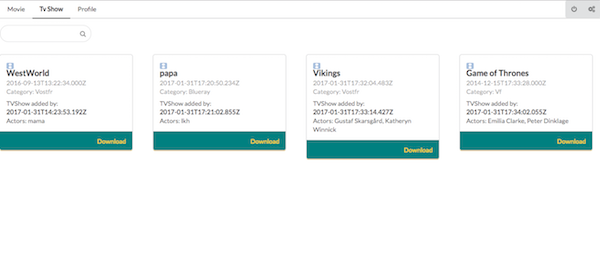 Movie
Tv Show
Profile
WestWorld
2016-09-13T13:22:34.000Z
Category: Vostfr
TVShow added by:
2017-01-31T14:23:53.192Z
Actors: mama
Download
papa
2017-01-31T17:20:50.234Z
Category: Blueray
TVShow added by:
2017-01-31T17:21:02.855Z
Actors: lkh
Download
Vikings
2017-01-31T17:32:04.483Z
Category: Vostfr
TVShow added by:
2017-01-31T17:33:14.427Z
Actors: Gustaf Skarsgård, Katheryn
Winnick
Download
Game of Thrones
2014-12-15T17:33:28.000Z
Category: Vf
TVShow added by:
2017-01-31T17:34:02.055Z
Actors: Emilia Clarke, Peter Dinklage
Download